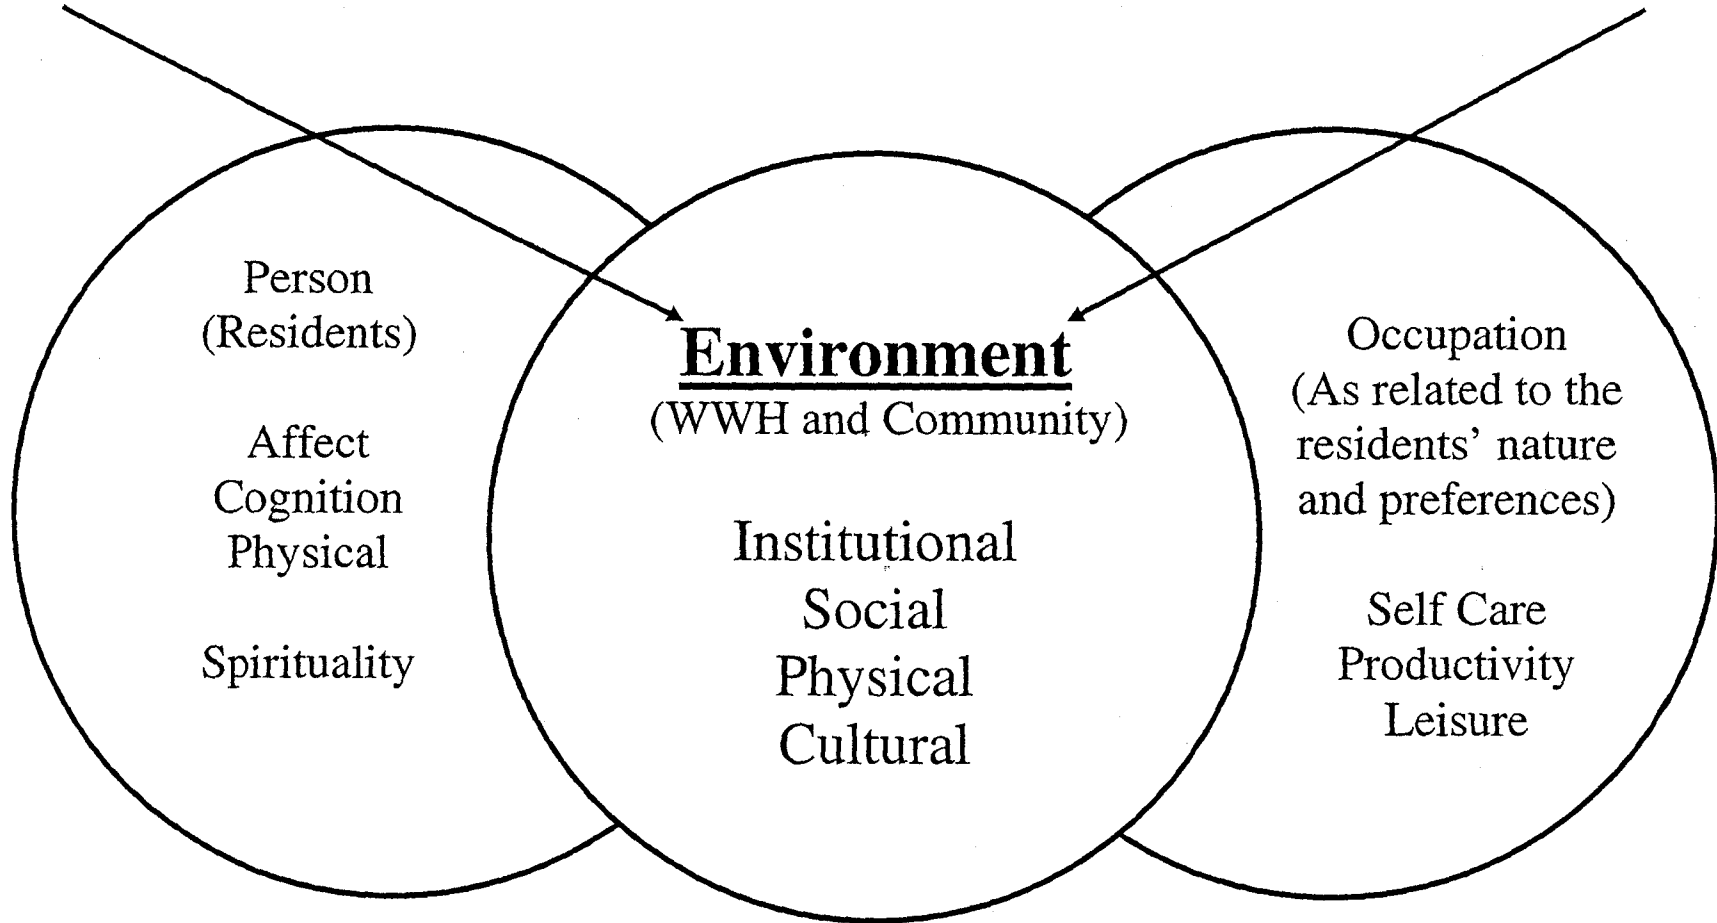 Person
(Residents)
Affect
Cognition
Physical
Spirituality
Environment
(WWH and Community)
Institutional
Social
Physical
Cultural
Occupation
(As related to the
residents’ nature
and preferences)
Self Care
Productivity
Leisure